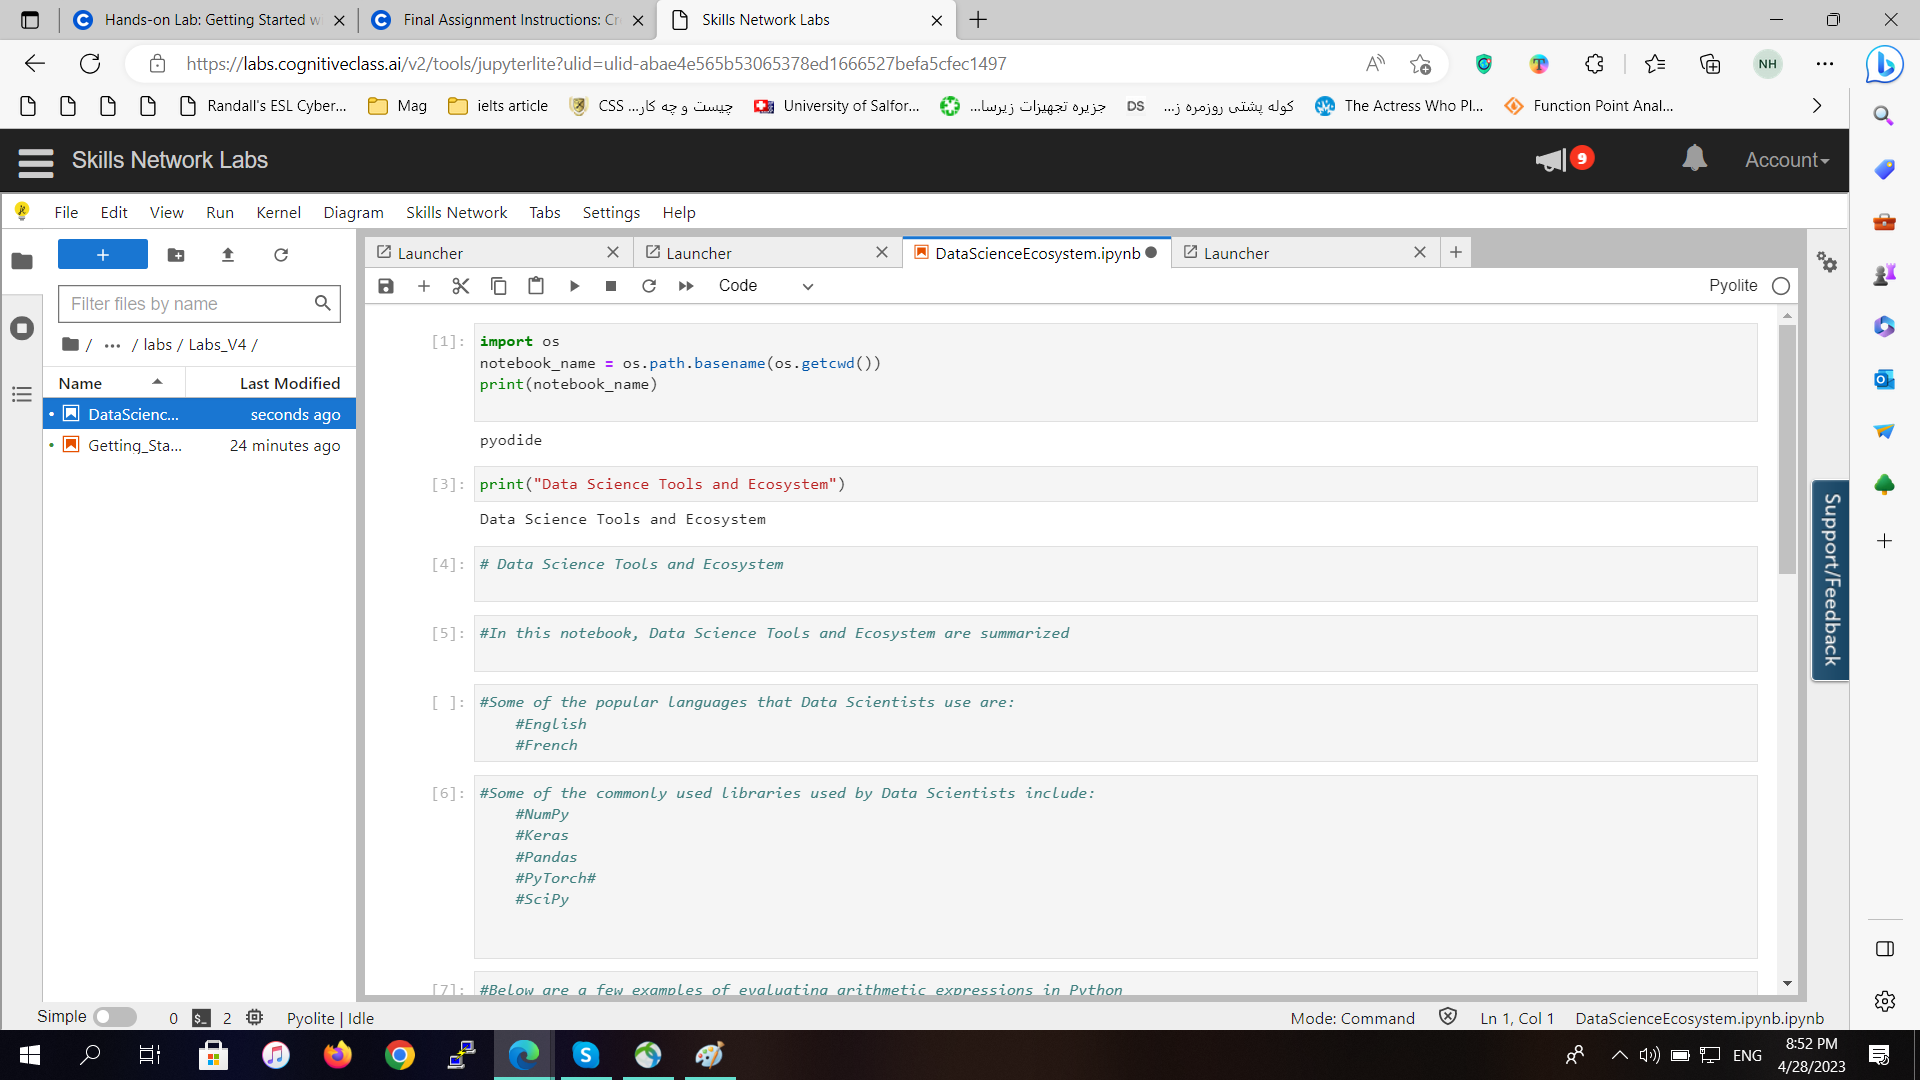 Hands-on Lab: Getting Started w
Final Assignment Instructions: Cr
Skills Network Labs
https://labs.cognitiveclass.ai/v2/tools/jupyterlite?ulid=ulid-abae4e565b53065378ed1666527befa5cfec1497
NH
Randall's ESL Cyber...
Mag
ielts article
CSS چیست و چه کار...
University of Salfor...
جزیره تجهیزات زیرسا...
DS
کوله پشتی روزمره ز...
The Actress Who Pl...
Function Point Anal...
Skills Network Labs
9
Account
File Edit View Run Kernel Diagram Skills Network Tabs Settings Help
Launcher
Launcher
DataScienceEcosystem.ipynb
Launcher
Filter files by name
/ ... / labs / Labs_V4 /
Name Last Modified
DataScienc... seconds ago
Getting_Sta... 24 minutes ago
Code
Pyolite
[1]: import os
notebook_name = os.path.basename(os.getcwd())
print(notebook_name)
pyodide
[3]: print("Data Science Tools and Ecosystem")
Data Science Tools and Ecosystem
[4]: # Data Science Tools and Ecosystem
[5]: #In this notebook, Data Science Tools and Ecosystem are summarized
[ ]: #Some of the popular languages that Data Scientists use are:
#English
#French
[6]: #Some of the commonly used libraries used by Data Scientists include:
#NumPy
#Keras
#Pandas
#PyTorch#
#SciPy
[7]: #Below are a few examples of evaluating arithmetic expressions in Python
Support/Feedback
Simple 0 $_ 2 Pyolite | Idle
Mode: Command Ln 1, Col 1 DataScienceEcosystem.ipynb.ipynb
ENG
8:52 PM
4/28/2023